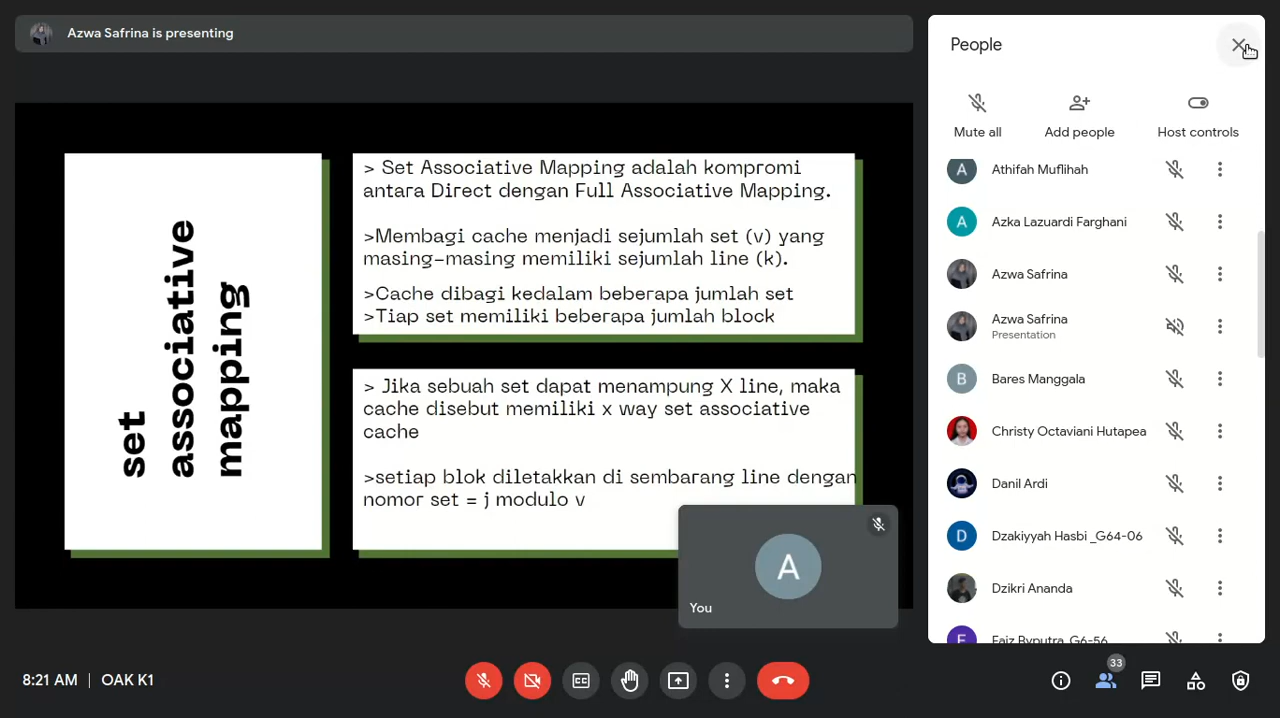 Azwa Safrina is presenting
set
associative
mapping
> Set Associative Mapping adalah kompromi
antara Direct dengan Full Associative Mapping.
>Membagi cache menjadi sejumlah set (v) yang
masing-masing memiliki sejumlah line (k).
>Cache dibagi kedalam beberapa jumlah set
>Tiap set memiliki beberapa jumlah block
> Jika sebuah set dapat menampung X line, maka
cache disebut memiliki x way set associative
cache
>setiap blok diletakkan di sembarang line dengan
nomor set = j modulo v
A
You
People
Mute all
Add people
Host controls
A Athifah Muflihah
A Azka Lazuardi Farghani
Azwa Safrina
Azwa Safrina
Presentation
B Bares Manggala
Christy Octaviani Hutapea
Danil Ardi
D Dzakiyyah Hasbi _G64-06
Dzikri Ananda
F Faiz Byputra_G6-56
8:21 AM | OAK K1
CC
33